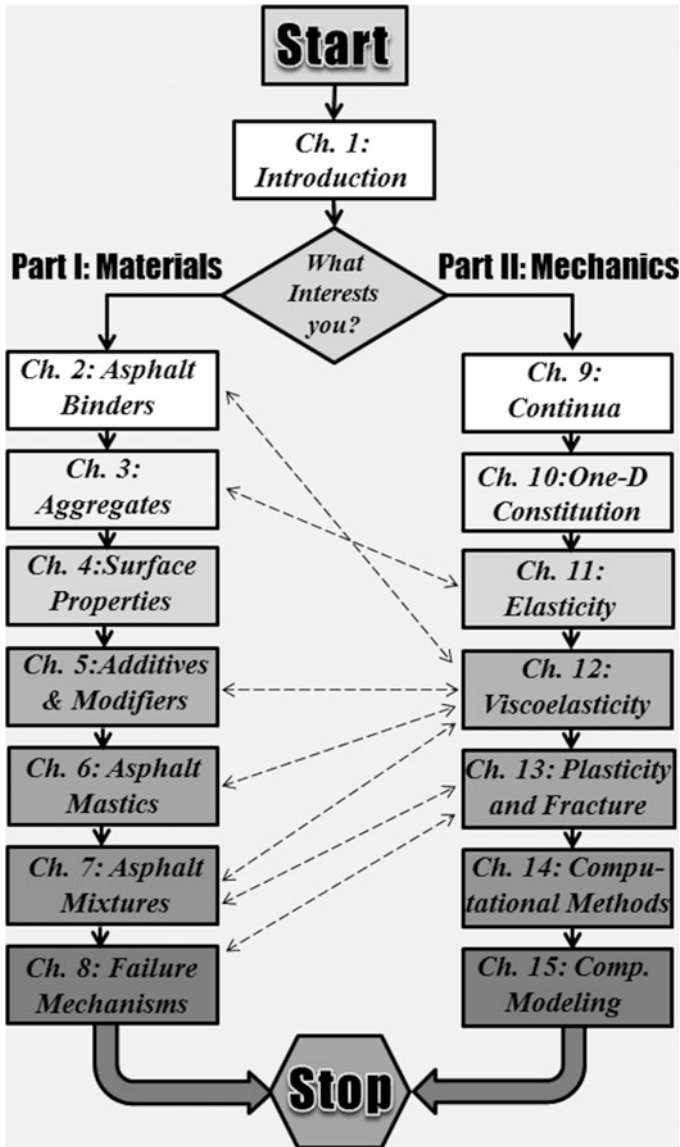 Start
Ch. 1:
Introduction
What
Interests
you?
Part I: Materials
Part II: Mechanics
Ch. 2: Asphalt
Binders
Ch. 3:
Aggregates
Ch. 4:Surface
Properties
Ch. 5:Additives
& Modifiers
Ch. 6: Asphalt
Mastics
Ch. 7: Asphalt
Mixtures
Ch. 8: Failure
Mechanisms
Ch. 9:
Continua
Ch. 10:One-D
Constitution
Ch. 11:
Elasticity
Ch. 12:
Viscoelasticity
Ch. 13: Plasticity
and Fracture
Ch. 14: Compu-
tational Methods
Ch. 15: Comp.
Modeling
Stop